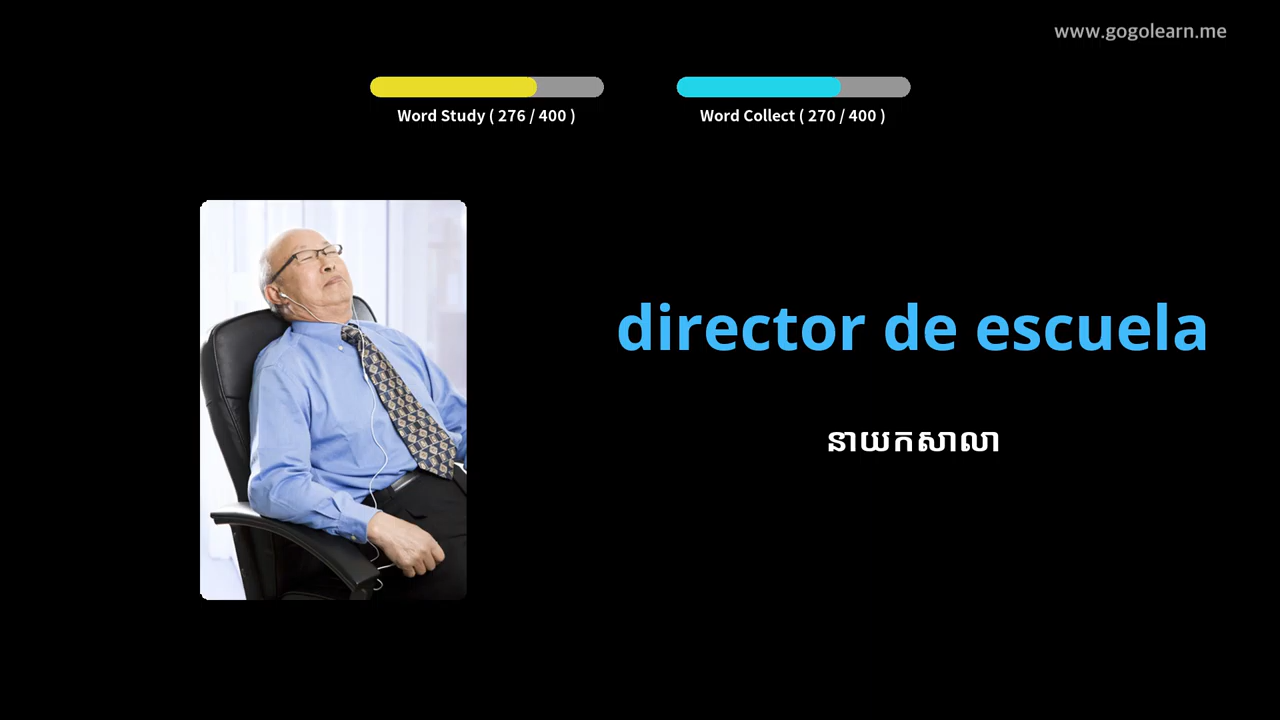 www.gogolearn.me
Word Study ( 276 / 400 )
Word Collect ( 270 / 400 )
director de escuela
នាយកសាលា